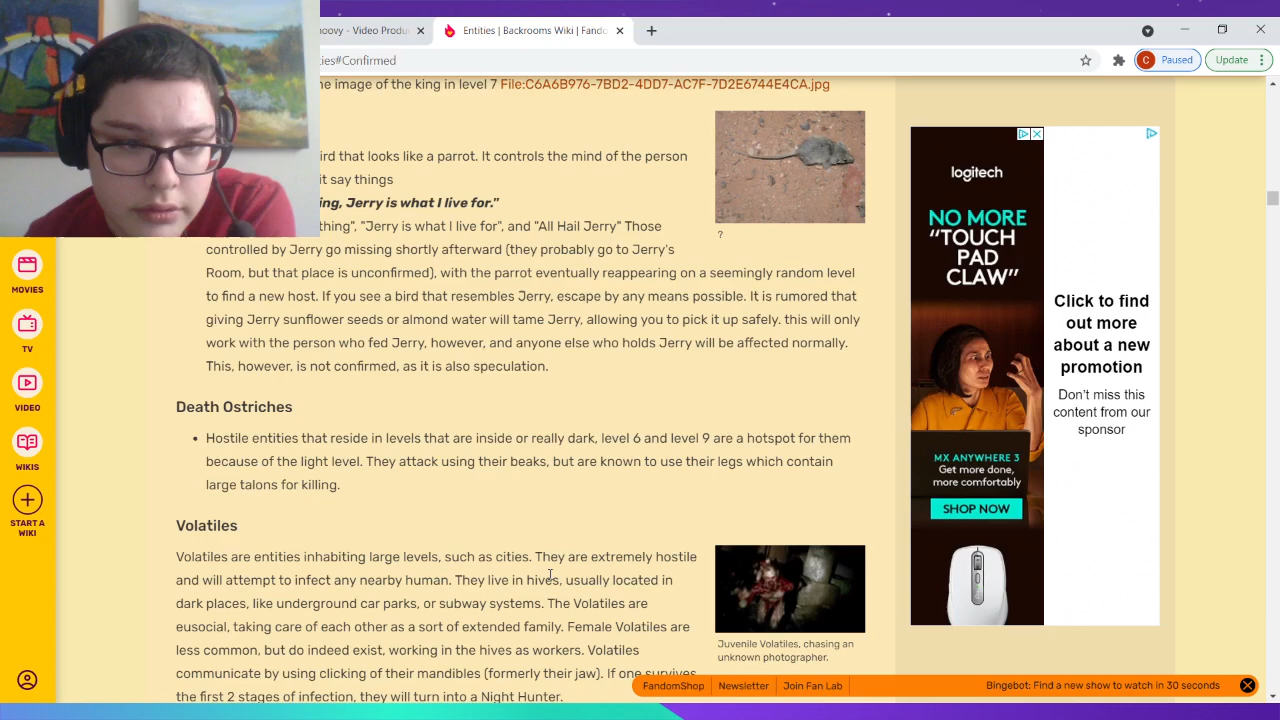 oovy - Video Produ
Entities | Backrooms Wiki | Fando
ties#Confirmed
Paused
Update
C
ne image of the king in level 7 File:C6A6B976-7BD2-4DD7-AC7F-7D2E6744E4CA.jpg
ird that looks like a parrot. It controls the mind of the person
it say things
ing, Jerry is what I live for."
thing", "Jerry is what I live for", and "All Hail Jerry" Those
controlled by Jerry go missing shortly afterward (they probably go to Jerry's
Room, but that place is unconfirmed), with the parrot eventually reappearing on a seemingly random level
to find a new host. If you see a bird that resembles Jerry, escape by any means possible. It is rumored that
giving Jerry sunflower seeds or almond water will tame Jerry, allowing you to pick it up safely. this will only
work with the person who fed Jerry, however, and anyone else who holds Jerry will be affected normally.
This, however, is not confirmed, as it is also speculation.
?
Death Ostriches
Hostile entities that reside in levels that are inside or really dark, level 6 and level 9 are a hotspot for them
because of the light level. They attack using their beaks, but are known to use their legs which contain
large talons for killing.
Volatiles
Volatiles are entities inhabiting large levels, such as cities. They are extremely hostile
and will attempt to infect any nearby human. They live in hives, usually located in
dark places, like underground car parks, or subway systems. The Volatiles are
eusocial, taking care of each other as a sort of extended family. Female Volatiles are
less common, but do indeed exist, working in the hives as workers. Volatiles
communicate by using clicking of their mandibles (formerly their jaw). If one survives
the first 2 stages of infection, they will turn into a Night Hunter.
Juvenile Volatiles, chasing an
unknown photographer.
MOVIES
TV
VIDEO
WIKIS
START A
WIKI
logitech
NO MORE
"TOUCH
PAD
CLAW"
MX ANYWHERE 3
Get more done,
more comfortably
SHOP NOW
Click to find
out more
about a new
promotion
Don't miss this
content from our
sponsor
FandomShop
Newsletter
Join Fan Lab
Bingebot: Find a new show to watch in 30 seconds